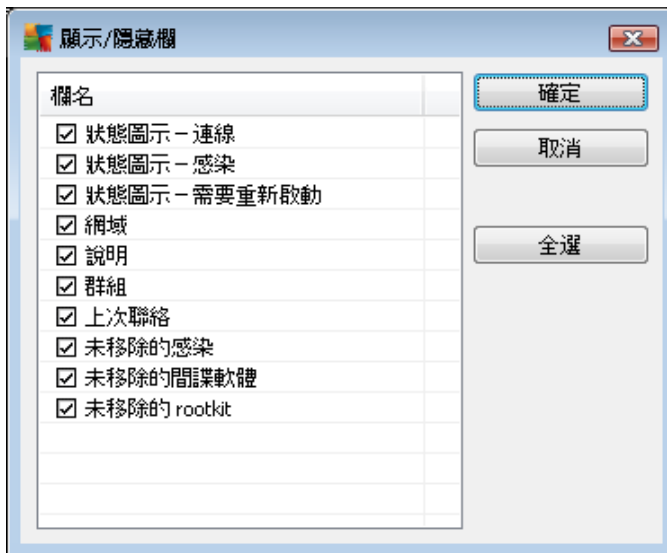 顯示/隱藏欄
欄名
狀態圖示－連線
狀態圖示－感染
狀態圖示－需要重新啟動
網域
說明
群組
上次聯絡
未移除的感染
未移除的間諜軟體
未移除的 rootkit
確定
取消
全選